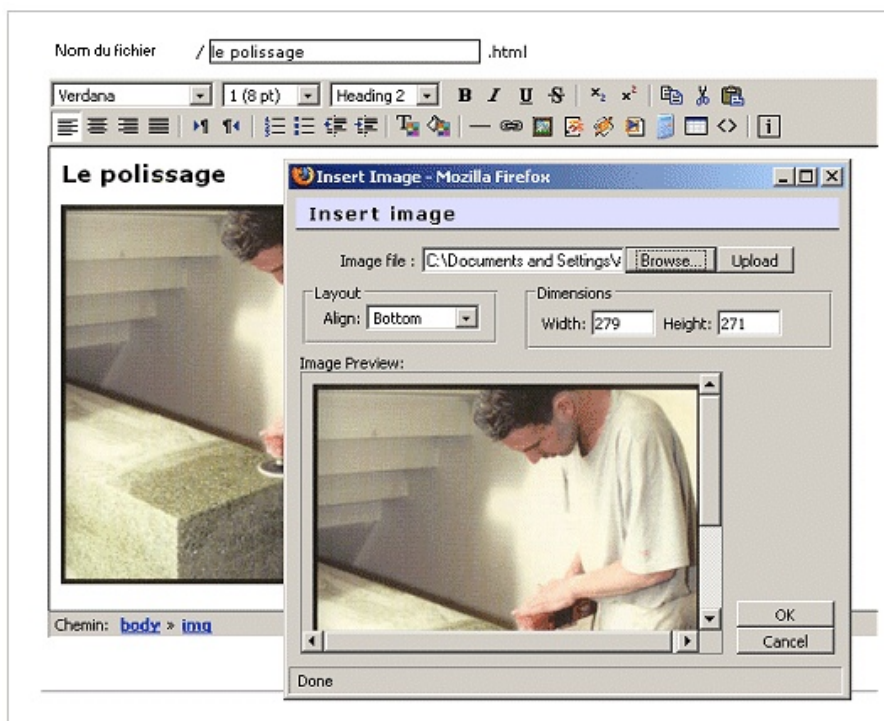 Nom du fichier / le polissage .html
Verdana 1 (8 pt) Heading 2 B I U S x₂ x²
Le polissage
Insert Image - Mozilla Firefox
Insert image
Image file : C:\Documents and Settings\v Browse... Upload
Layout Dimensions
Align: Bottom Width: 279 Height: 271
Image Preview:
OK
Chemin: body » img
Cancel
Done